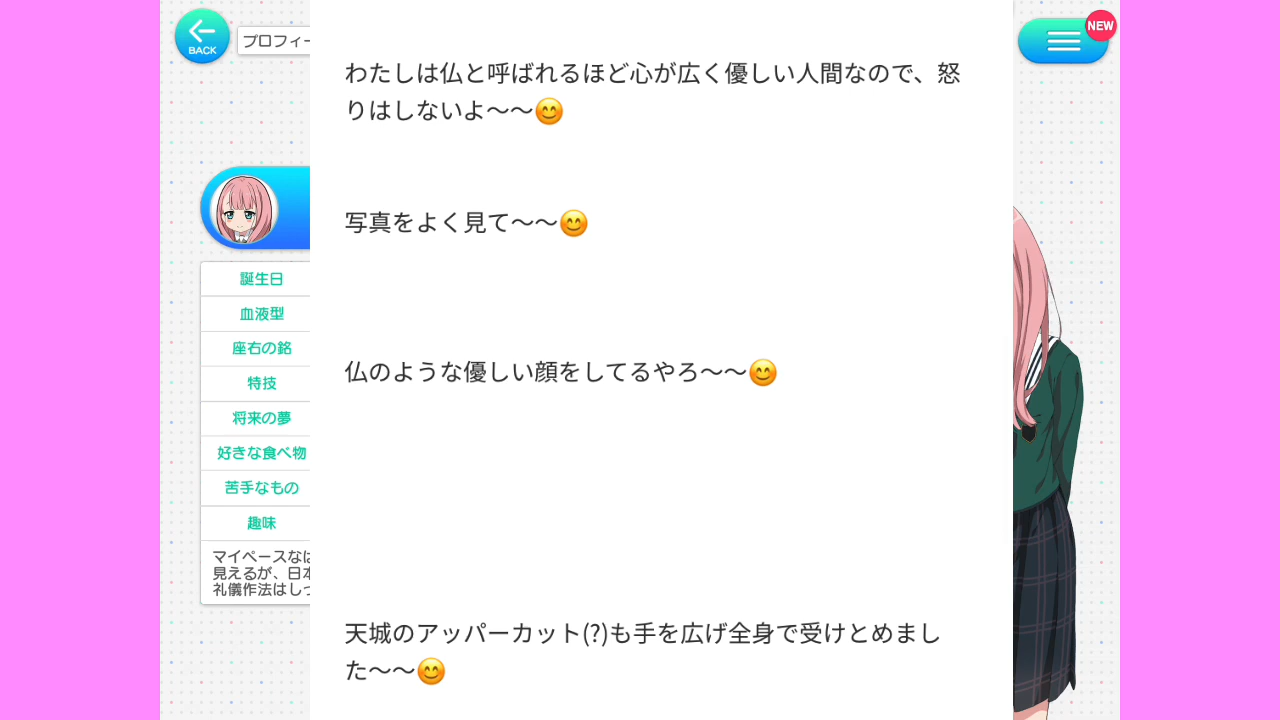 BACK
プロフィー
NEW
わたしは仏と呼ばれるほど心が広く優しい人間なので、怒
りはしないよ〜〜😊
写真をよく見て〜〜😊
誕生日
血液型
座右の銘
仏のような優しい顔をしてるやろ〜〜😊
特技
将来の夢
好きな食べ物
苦手なもの
趣味
マイペースなに
見えるが、日本
礼儀作法はしっ
天城のアッパーカット(?)も手を広げ全身で受けとめまし
た〜〜😊